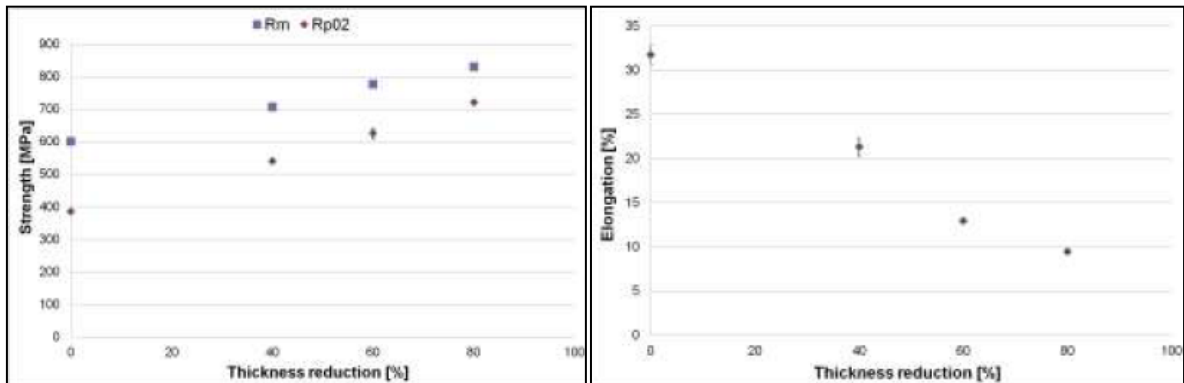 Rm Rp02
Strength [MPa]
900
800
700
600
500
400
300
200
100
0
0 20 40 60 80 100
Thickness reduction [%]
Elongation [%]
35
30
25
20
15
10
5
0
0 20 40 60 80 100
Thickness reduction [%]